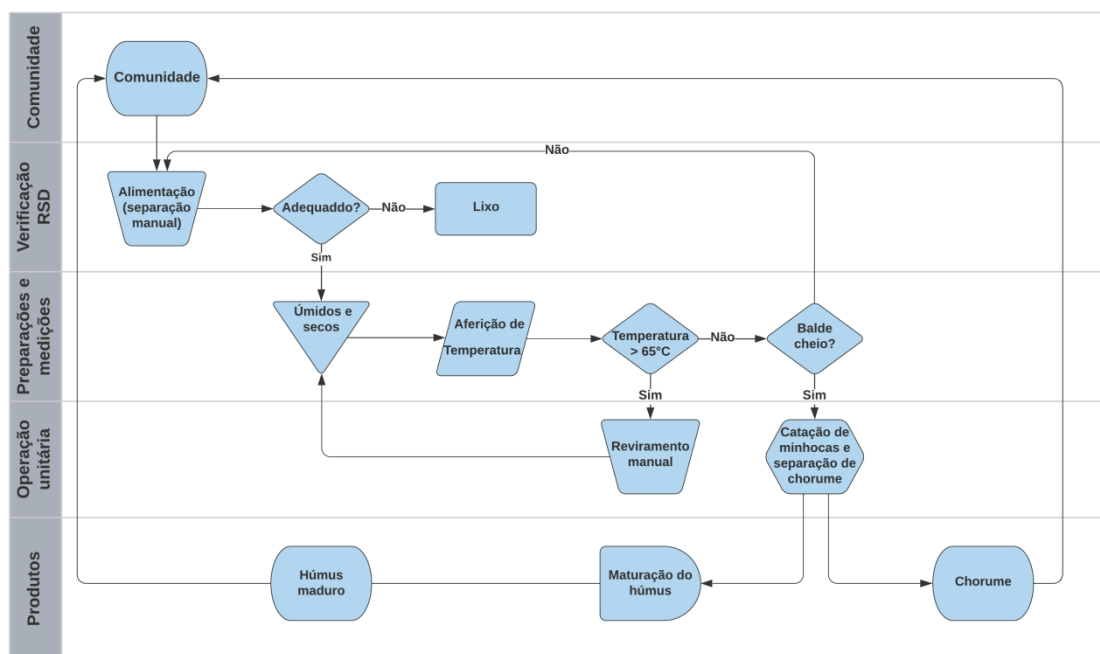 Comunidade
Comunidade
Verificação
RSD
Não
Alimentação
(separação
manual)
Adequaddo?
Não
Lixo
Sim
Preparações e
medições
Úmidos e
secos
Aferição de
Temperatura
Temperatura
> 65°C
Não
Balde
cheio?
Sim
Sim
Operação
unitária
Reviramento
manual
Catação de
minhocas e
separação de
chorume
Produtos
Húmus
maduro
Maturação do
húmus
Chorume